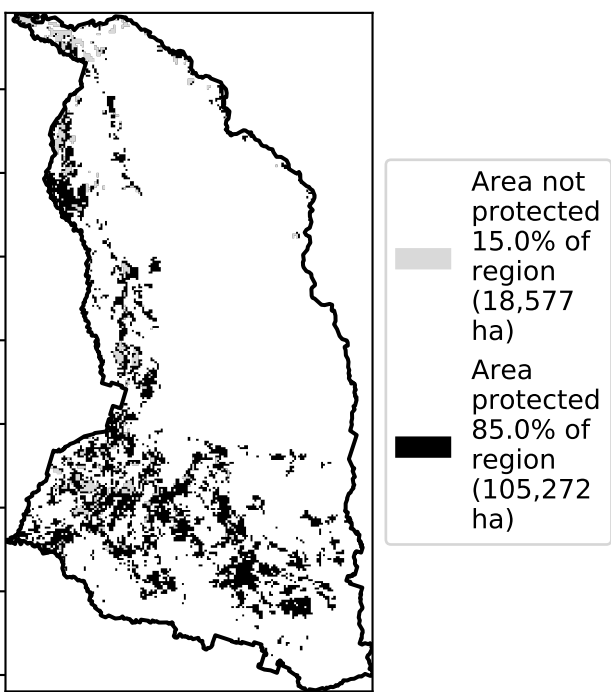 Area not
protected
15.0% of
region
(18,577
ha)
Area
protected
85.0% of
region
(105,272
ha)